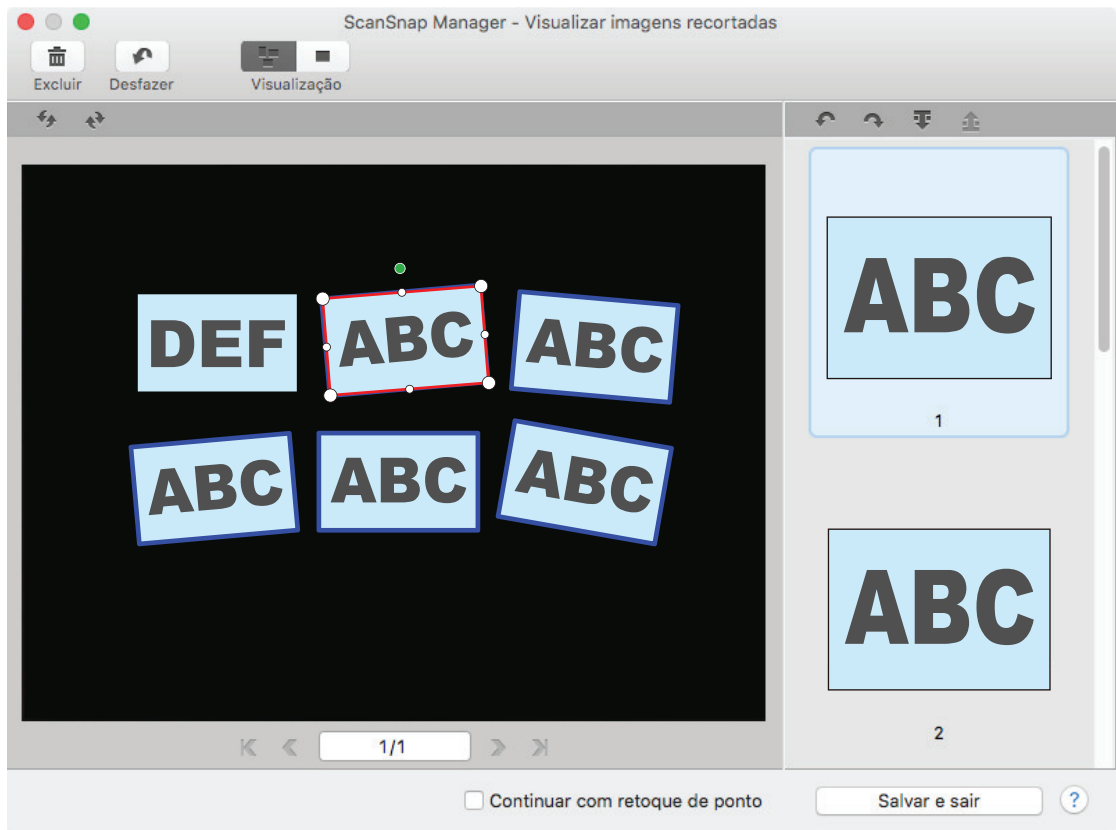 ScanSnap Manager - Visualizar imagens recortadas
Excluir Desfazer Visualização
DEF ABC ABC
ABC ABC ABC
ABC
1
ABC
2
1/1
Continuar com retoque de ponto Salvar e sair ?